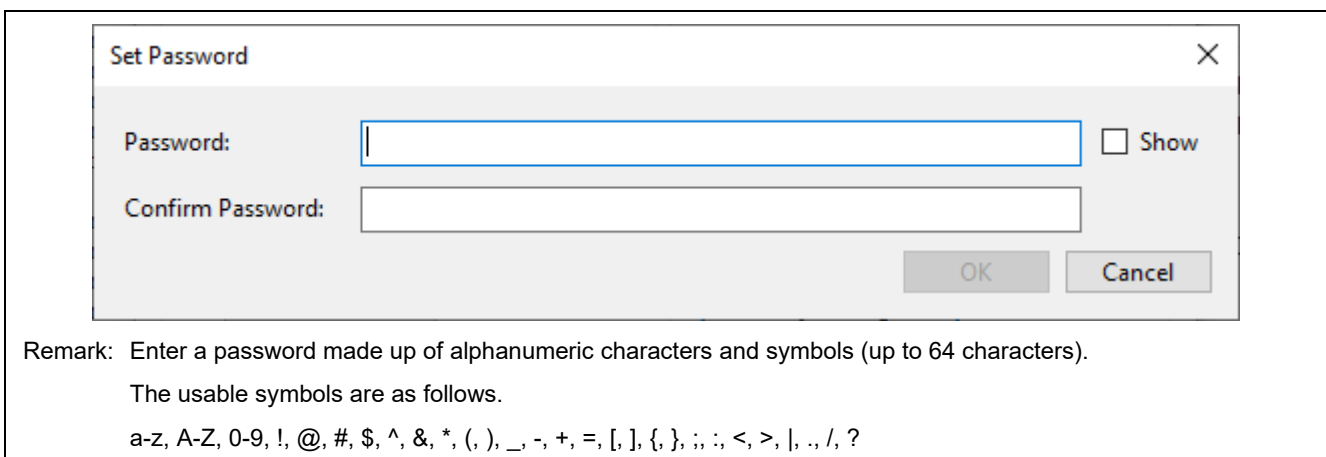 Set Password
Password:
Show
Confirm Password:
OK
Cancel
Remark: Enter a password made up of alphanumeric characters and symbols (up to 64 characters).
The usable symbols are as follows.
a-z, A-Z, 0-9, !, @, #, $, ^, &, *, (, ), _, -, +, =, [, ], {, }, ;, :, <, >, |, ., /, ?